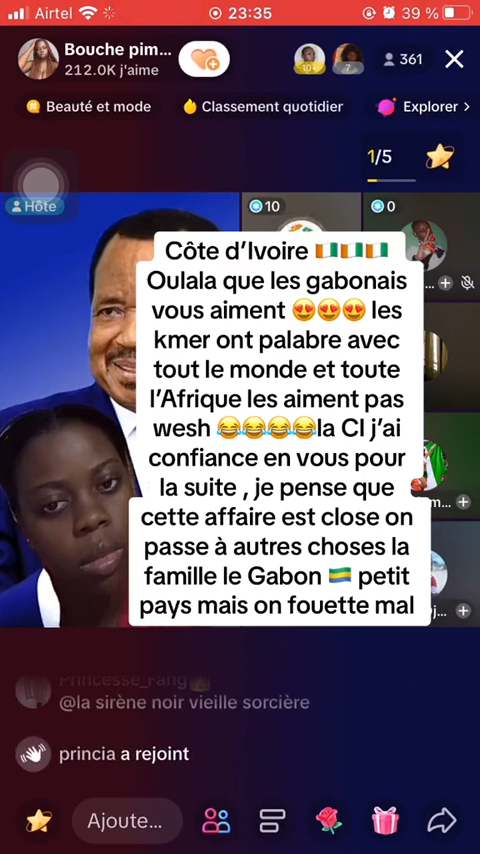 Airtel
23:35
39 %
Bouche pim...
212.0K j'aime
10+
7
361
Beauté et mode
Classement quotidien
Explorer
1/5
Hôte
10
0
Côte d’Ivoire 🇨🇮🇨🇮🇨🇮
Oulala que les gabonais
vous aiment 😍😍😍 les
kmer ont palabre avec
tout le monde et toute
l’Afrique les aiment pas
wesh 😂😂😂😂la CI j’ai
confiance en vous pour
la suite , je pense que
cette affaire est close on
passe à autres choses la
famille le Gabon 🇬🇦 petit
pays mais on fouette mal
Princesse_Fang
@la sirène noir vieille sorcière
princia a rejoint
Ajoute...